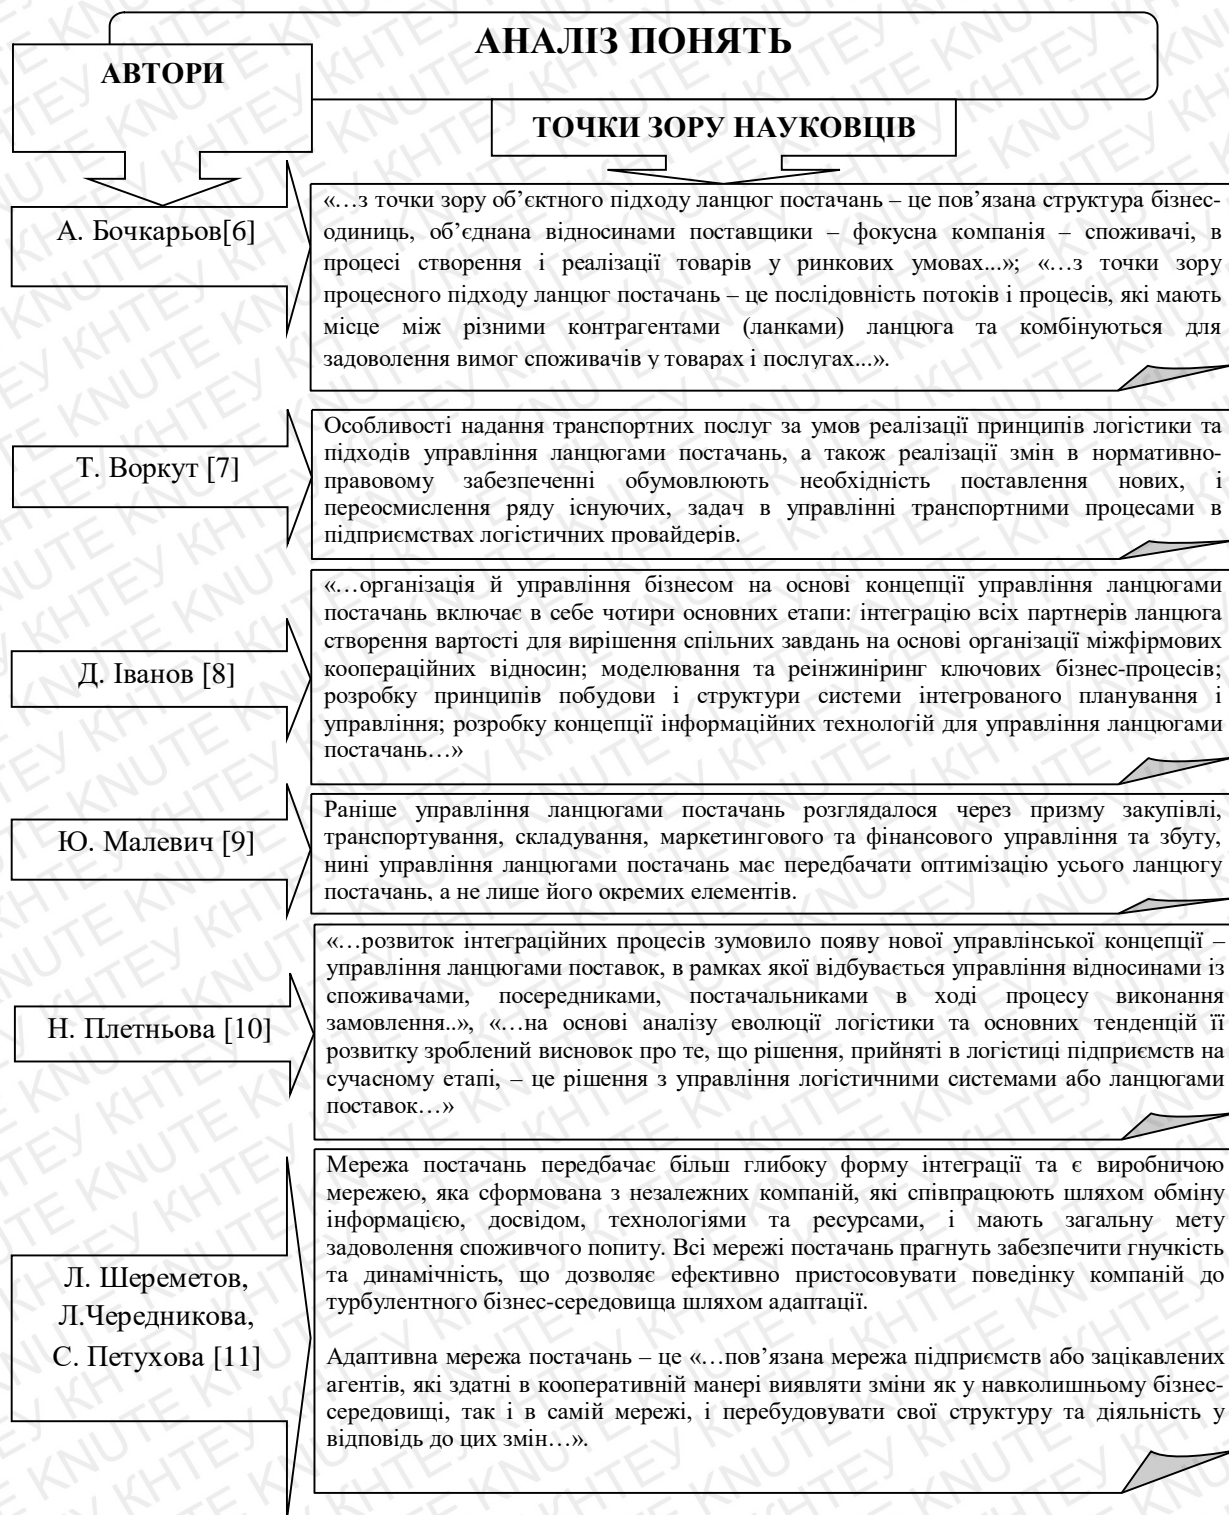 АНАЛІЗ ПОНЯТЬ
АВТОРИ
ТОЧКИ ЗОРУ НАУКОВЦІВ
А. Бочкарьов[6]
«…з точки зору об’єктного підходу ланцюг постачань – це пов’язана структура бізнес-
одиниць, об’єднана відносинами поставщики – фокусна компанія – споживачі, в
процесі створення і реалізації товарів у ринкових умовах...»; «…з точки зору
процесного підходу ланцюг постачань – це послідовність потоків і процесів, які мають
місце між різними контрагентами (ланками) ланцюга та комбінуються для
задоволення вимог споживачів у товарах і послугах...».
Т. Воркут [7]
Особливості надання транспортних послуг за умов реалізації принципів логістики та
підходів управління ланцюгами постачань, а також реалізації змін в нормативно-
правовому забезпеченні обумовлюють необхідність поставлення нових, і
переосмислення ряду існуючих, задач в управлінні транспортними процесами в
підприємствах логістичних провайдерів.
Д. Іванов [8]
«…організація й управління бізнесом на основі концепції управління ланцюгами
постачань включає в себе чотири основних етапи: інтеграцію всіх партнерів ланцюга
створення вартості для вирішення спільних завдань на основі організації міжфірмових
коопераційних відносин; моделювання та реінжиніринг ключових бізнес-процесів;
розробку принципів побудови і структури системи інтегрованого планування і
управління; розробку концепції інформаційних технологій для управління ланцюгами
постачань…»
Ю. Малевич [9]
Раніше управління ланцюгами постачань розглядалося через призму закупівлі,
транспортування, складування, маркетингового та фінансового управління та збуту,
нині управління ланцюгами постачань має передбачати оптимізацію усього ланцюгу
постачань, а не лише його окремих елементів.
Н. Плетньова [10]
«…розвиток інтеграційних процесів зумовило появу нової управлінської концепції –
управління ланцюгами поставок, в рамках якої відбувається управління відносинами із
споживачами, посередниками, постачальниками в ході процесу виконання
замовлення..», «…на основі аналізу еволюції логістики та основних тенденцій її
розвитку зроблений висновок про те, що рішення, прийняті в логістиці підприємств на
сучасному етапі, – це рішення з управління логістичними системами або ланцюгами
поставок…»
Л. Шереметов,
Л.Чередникова,
С. Петухова [11]
Мережа постачань передбачає більш глибоку форму інтеграції та є виробничою
мережею, яка сформована з незалежних компаній, які співпрацюють шляхом обміну
інформацією, досвідом, технологіями та ресурсами, і мають загальну мету
задоволення споживчого попиту. Всі мережі постачань прагнуть забезпечити гнучкість
та динамічність, що дозволяє ефективно пристосовувати поведінку компаній до
турбулентного бізнес-середовища шляхом адаптації.
Адаптивна мережа постачань – це «…пов’язана мережа підприємств або зацікавлених
агентів, які здатні в кооперативній манері виявляти зміни як у навколишньому бізнес-
середовищі, так і в самій мережі, і перебудовувати свої структуру та діяльність у
відповідь до цих змін…».